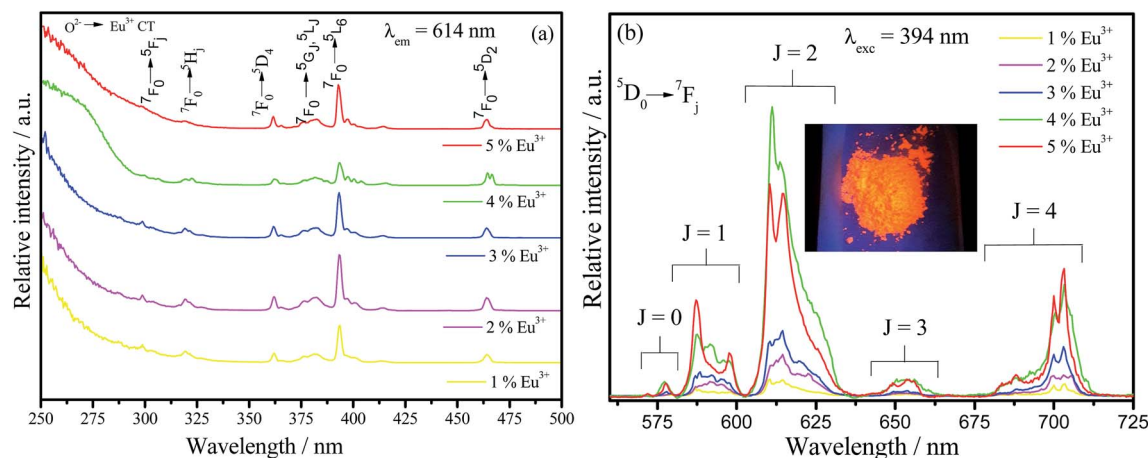 (a)
λem = 614 nm
O²⁻ → Eu³⁺ CT
⁷F₀→⁵Fⱼ
⁷F₀→⁵Hⱼ
⁷F₀→⁵D₄
⁷F₀→⁵G_J, ⁵L_J
⁷F₀→⁵L₆
⁷F₀→⁵D₂
5 % Eu³⁺
4 % Eu³⁺
3 % Eu³⁺
2 % Eu³⁺
1 % Eu³⁺
Relative intensity / a.u.
250 275 300 325 350 375 400 425 450 475 500
Wavelength / nm
(b)
λexc = 394 nm
⁵D₀→⁷Fⱼ
J = 0
J = 1
J = 2
J = 3
J = 4
1 % Eu³⁺
2 % Eu³⁺
3 % Eu³⁺
4 % Eu³⁺
5 % Eu³⁺
Relative intensity / a.u.
575 600 625 650 675 700 725
Wavelength / nm